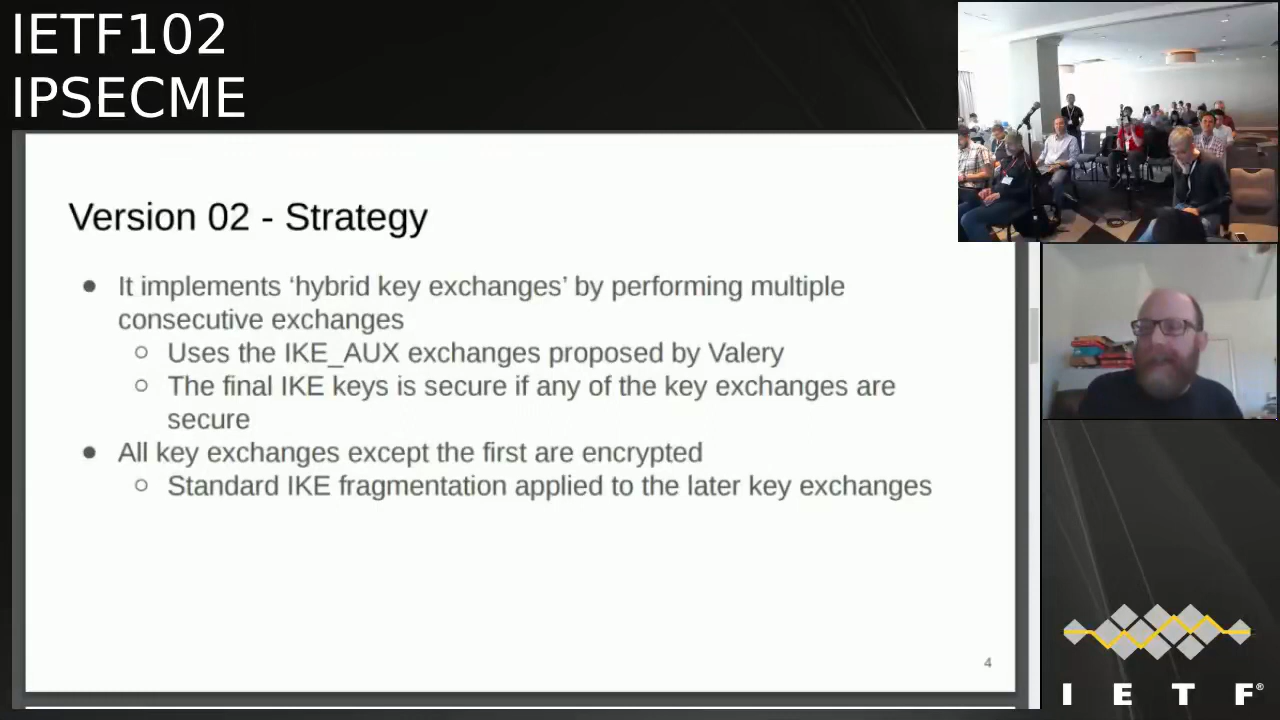 IETF102
IPSECME
Version 02 - Strategy
● It implements ‘hybrid key exchanges’ by performing multiple
consecutive exchanges
○ Uses the IKE_AUX exchanges proposed by Valery
○ The final IKE keys is secure if any of the key exchanges are
secure
● All key exchanges except the first are encrypted
○ Standard IKE fragmentation applied to the later key exchanges
4
I E T F®